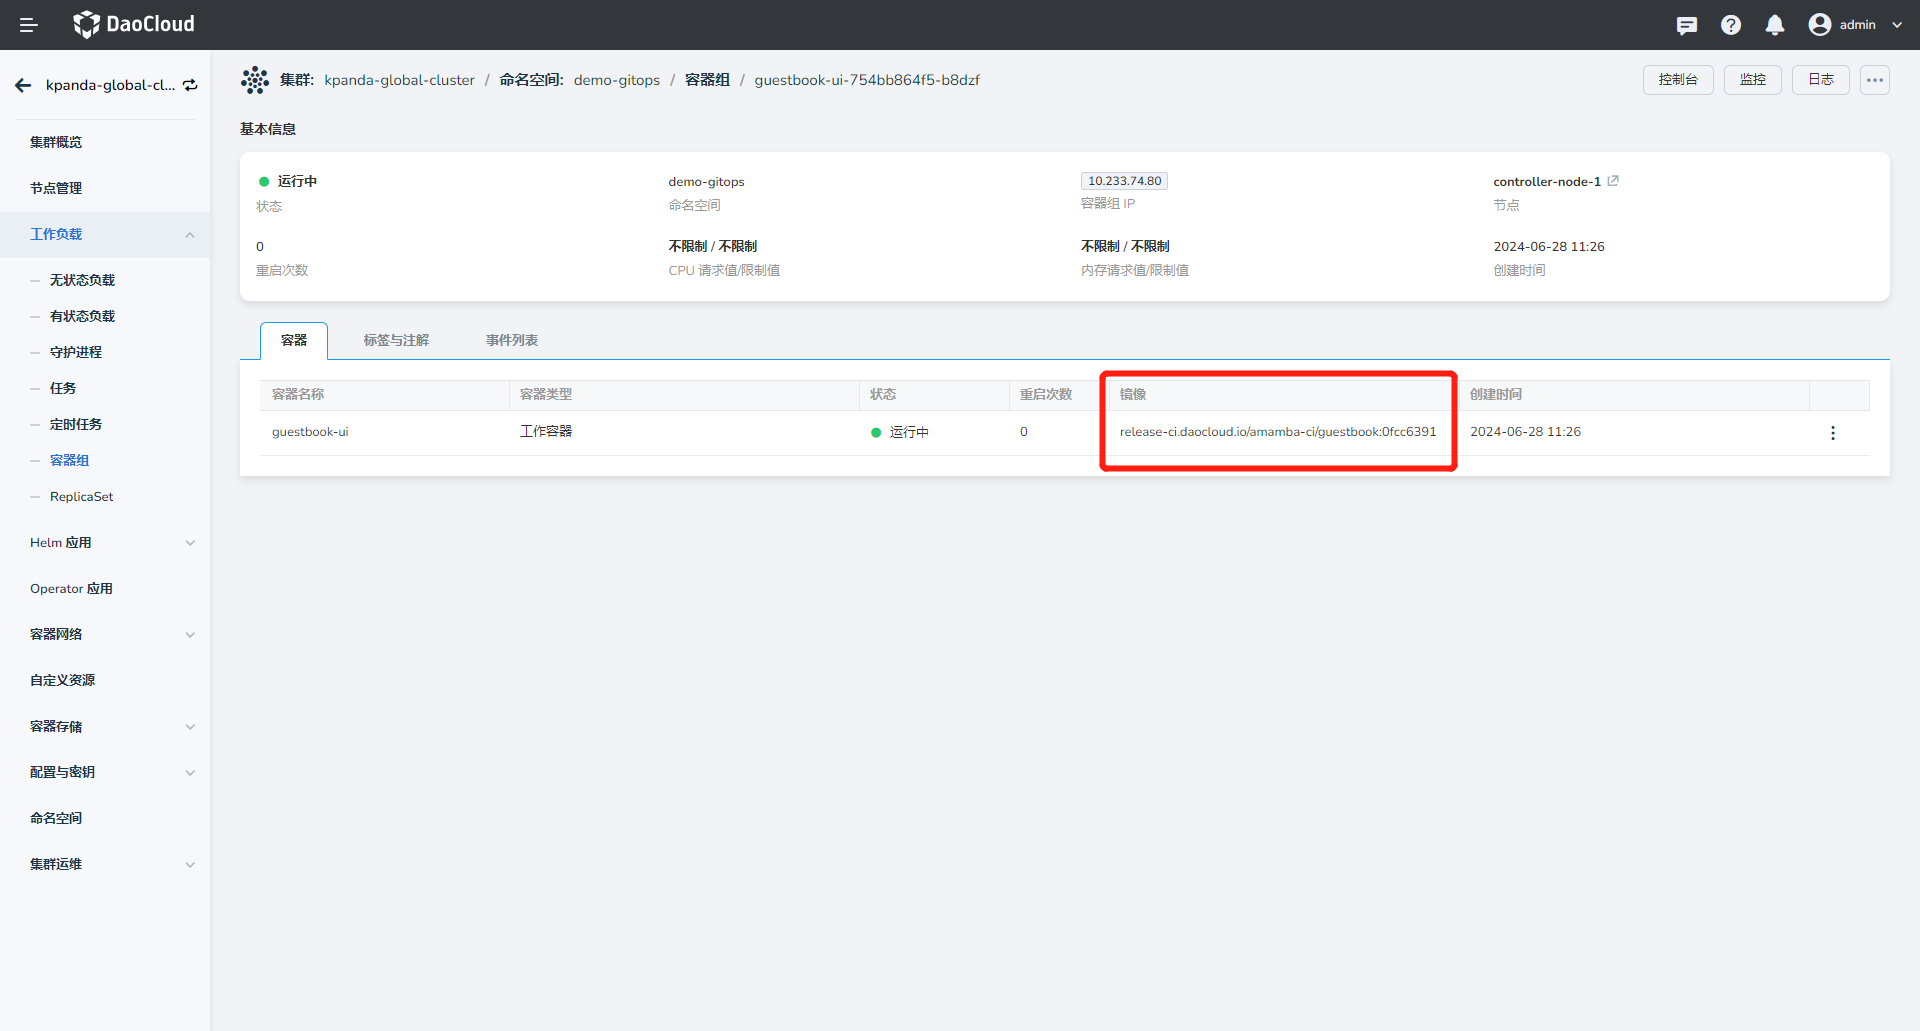 DaoCloud
admin
kpanda-global-cl...
集群概览
节点管理
工作负载
无状态负载
有状态负载
守护进程
任务
定时任务
容器组
ReplicaSet
Helm 应用
Operator 应用
容器网络
自定义资源
容器存储
配置与密钥
命名空间
集群运维
集群: kpanda-global-cluster / 命名空间: demo-gitops / 容器组 / guestbook-ui-754bb864f5-b8dzf
控制台 监控 日志
基本信息
运行中 demo-gitops 10.233.74.80 controller-node-1
状态 命名空间 容器组 IP 节点
0 不限制 / 不限制 不限制 / 不限制 2024-06-28 11:26
重启次数 CPU 请求值/限制值 内存请求值/限制值 创建时间
容器 标签与注解 事件列表
容器名称 容器类型 状态 重启次数 镜像 创建时间
guestbook-ui 工作容器 运行中 0 release-ci.daocloud.io/amamba-ci/guestbook:0fcc6391 2024-06-28 11:26